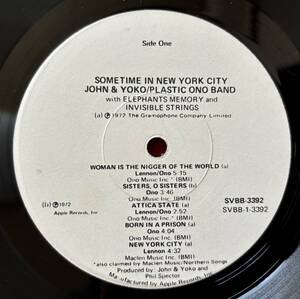 Side One
SOMETIME IN NEW YORK CITY
JOHN & YOKO/PLASTIC ONO BAND
with ELEPHANTS MEMORY and
INVISIBLE STRINGS
(a) ℗1972 The Gramophone Company Limited
WOMAN IS THE NIGGER OF THE WORLD (a)
Lennon/Ono 5:15
Ono Music Inc.* (BMI)
SISTERS, O SISTERS (b)
Ono 3:46
Ono Music Inc. (BMI)
ATTICA STATE (a)
Lennon/Ono 2:52
Ono Music Inc.* (BMI)
BORN IN A PRISON (a)
Ono 4:04
Ono Music Inc. (BMI)
NEW YORK CITY (a)
Lennon 4:32
Maclen Music Inc.* (BMI)
*also claimed by Maclen Music/Northern Songs
Produced by: John & Yoko and
Phil Spector
Manufactured by Apple Records, Inc
(b) ℗1972
Apple Records, Inc
SVBB-3392
SVBB-1-3392